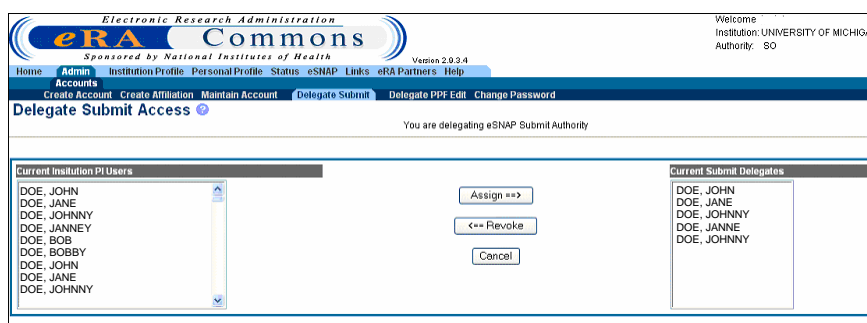 Electronic Research Administration
eRA Commons
Sponsored by National Institutes of Health
Version 2.9.3.4
Welcome
Institution: UNIVERSITY OF MICHIGA
Authority: SO
Home Admin Institution Profile Personal Profile Status eSNAP Links eRA Partners Help
Accounts
Create Account Create Affiliation Maintain Account Delegate Submit Delegate PPF Edit Change Password
Delegate Submit Access ?
You are delegating eSNAP Submit Authority
Current Insitution PI Users
DOE, JOHN
DOE, JANE
DOE, JOHNNY
DOE, JANNEY
DOE, BOB
DOE, BOBBY
DOE, JOHN
DOE, JANE
DOE, JOHNNY
Assign ==>
<== Revoke
Cancel
Current Submit Delegates
DOE, JOHN
DOE, JANE
DOE, JOHNNY
DOE, JANNE
DOE, JOHNNY